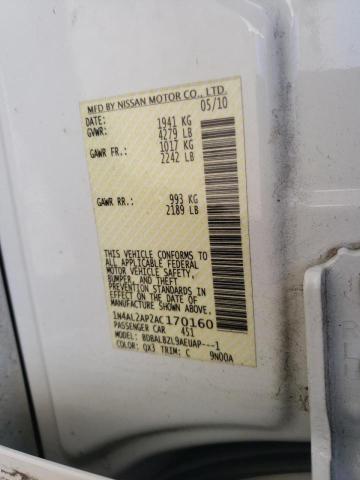 MFD BY NISSAN MOTOR CO., LTD.
DATE: 05/10
GVWR: 1941 KG
4279 LB
GAWR FR.: 1017 KG
2242 LB
GAWR RR.: 993 KG
2189 LB
THIS VEHICLE CONFORMS TO
ALL APPLICABLE FEDERAL
MOTOR VEHICLE SAFETY,
BUMPER, AND THEFT
PREVENTION STANDARDS IN
EFFECT ON THE DATE OF
MANUFACTURE SHOWN ABOVE.
1N4AL2AP2AC170160
PASSENGER CAR 451
MODEL: BDBALBZL9AEUAP---1
COLOR: QX3 TRIM: C 9N00A